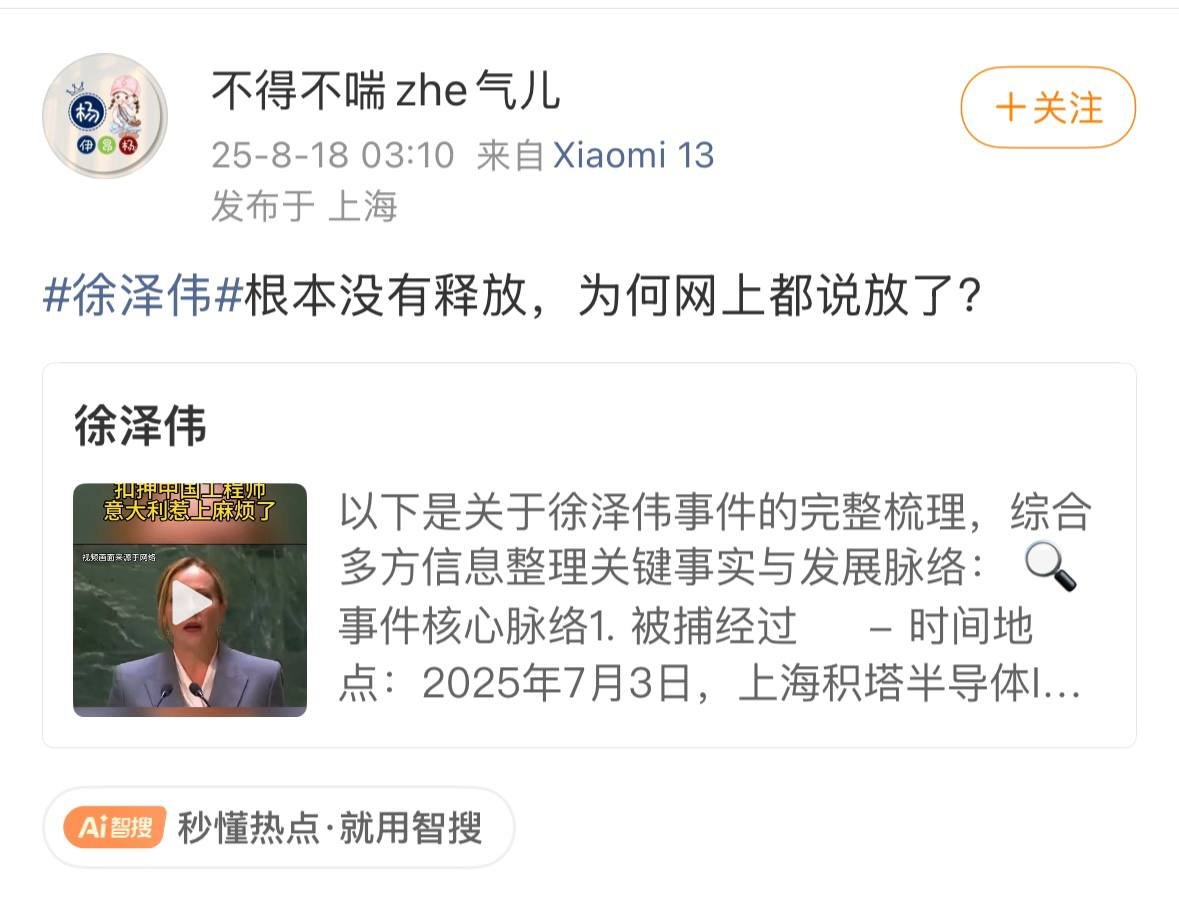 杨
伊昂杨
不得不喘zhe气儿
+关注
25-8-18 03:10 来自 Xiaomi 13
发布于 上海
#徐泽伟#根本没有释放，为何网上都说放了？
徐泽伟
扣押中国工程师
意大利惹上麻烦了
视频画面来源于网络
以下是关于徐泽伟事件的完整梳理，综合
多方信息整理关键事实与发展脉络：🔍
事件核心脉络1. 被捕经过 – 时间地
点：2025年7月3日，上海积塔半导体I...
Ai智搜 秒懂热点·就用智搜